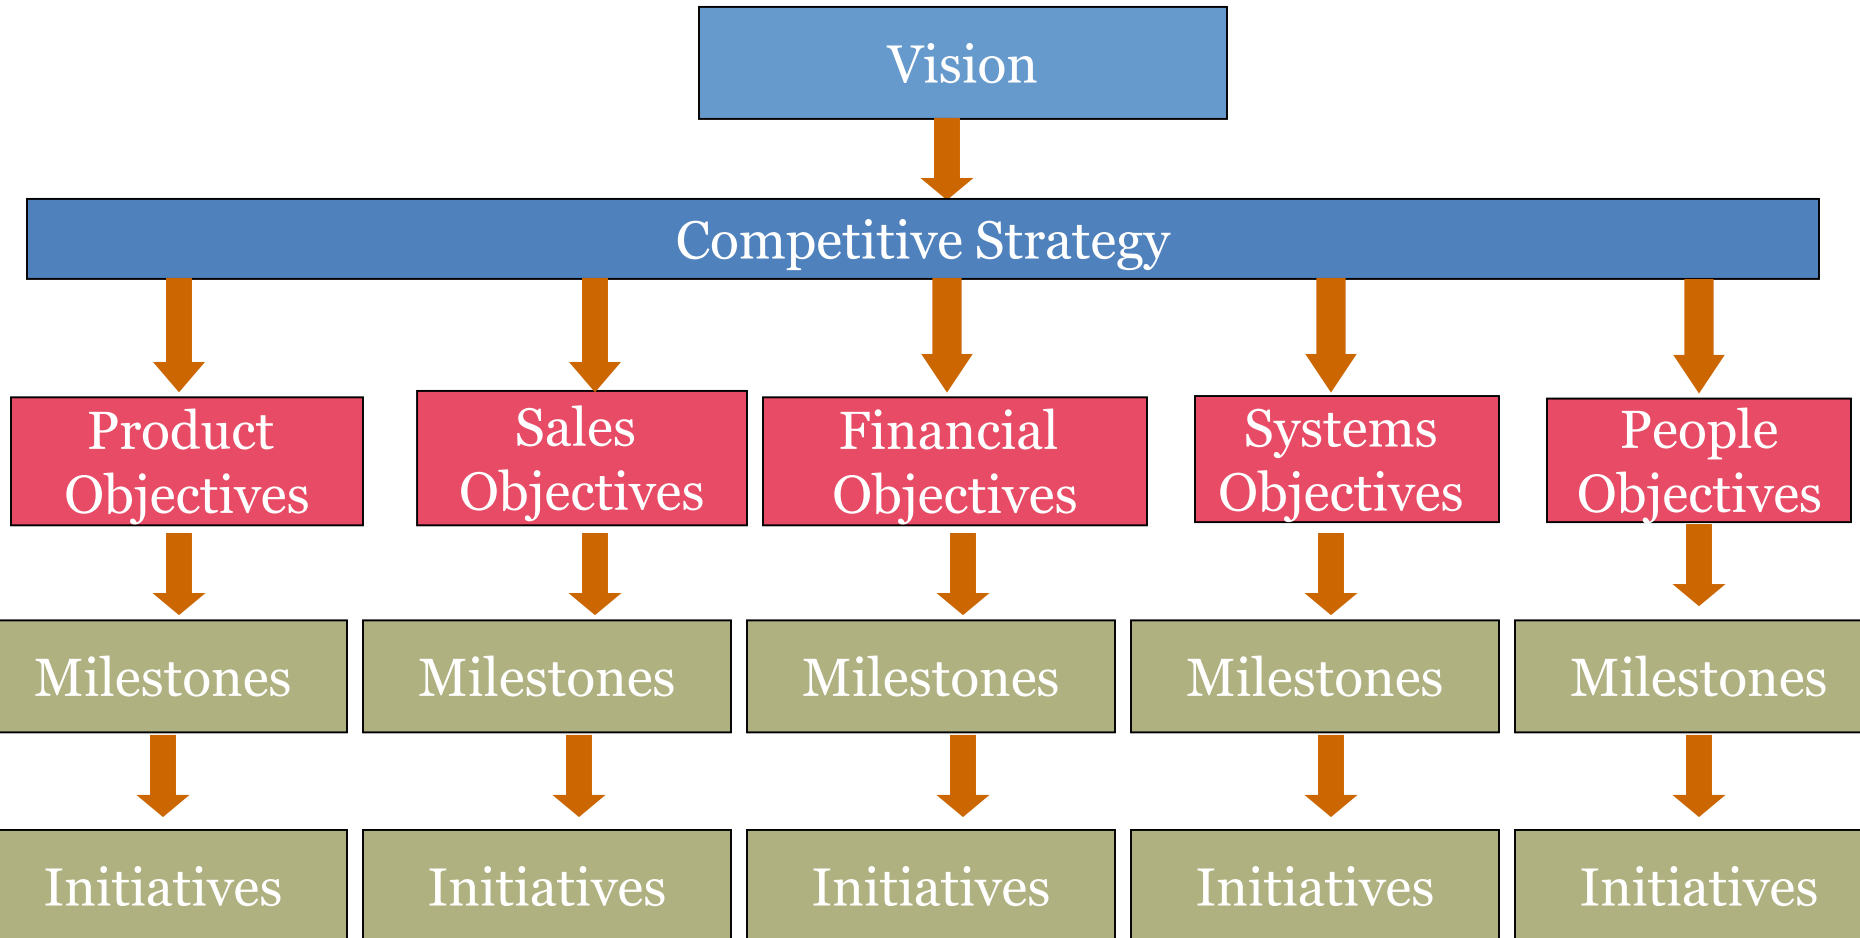 Vision
Competitive Strategy
Product
Objectives
Sales
Objectives
Financial
Objectives
Systems
Objectives
People
Objectives
Milestones
Milestones
Milestones
Milestones
Milestones
Initiatives
Initiatives
Initiatives
Initiatives
Initiatives